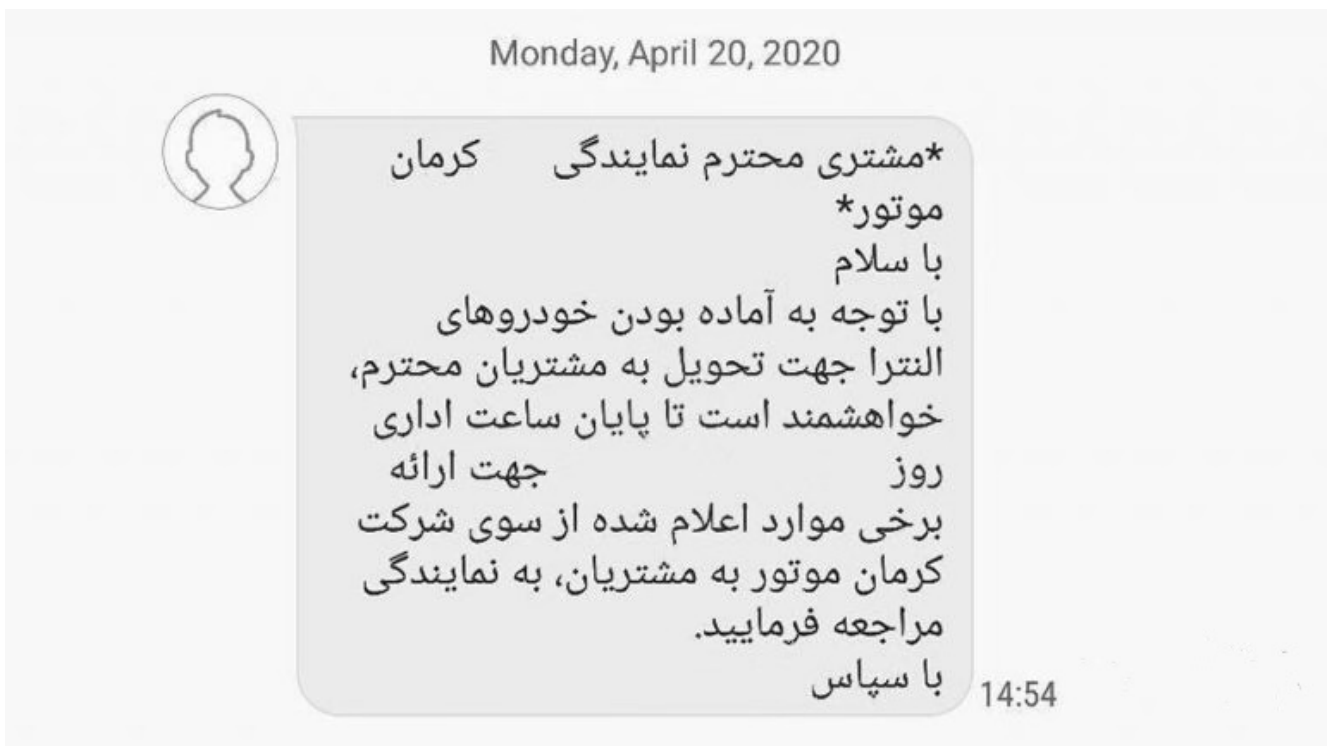 Monday, April 20, 2020
*مشتری محترم نمایندگی کرمان
موتور*
با سلام
با توجه به آماده بودن خودروهای
النترا جهت تحویل به مشتریان محترم،
خواهشمند است تا پایان ساعت اداری
روز جهت ارائه
برخی موارد اعلام شده از سوی شرکت
کرمان موتور به مشتریان، به نمایندگی
مراجعه فرمایید.
با سپاس
14:54